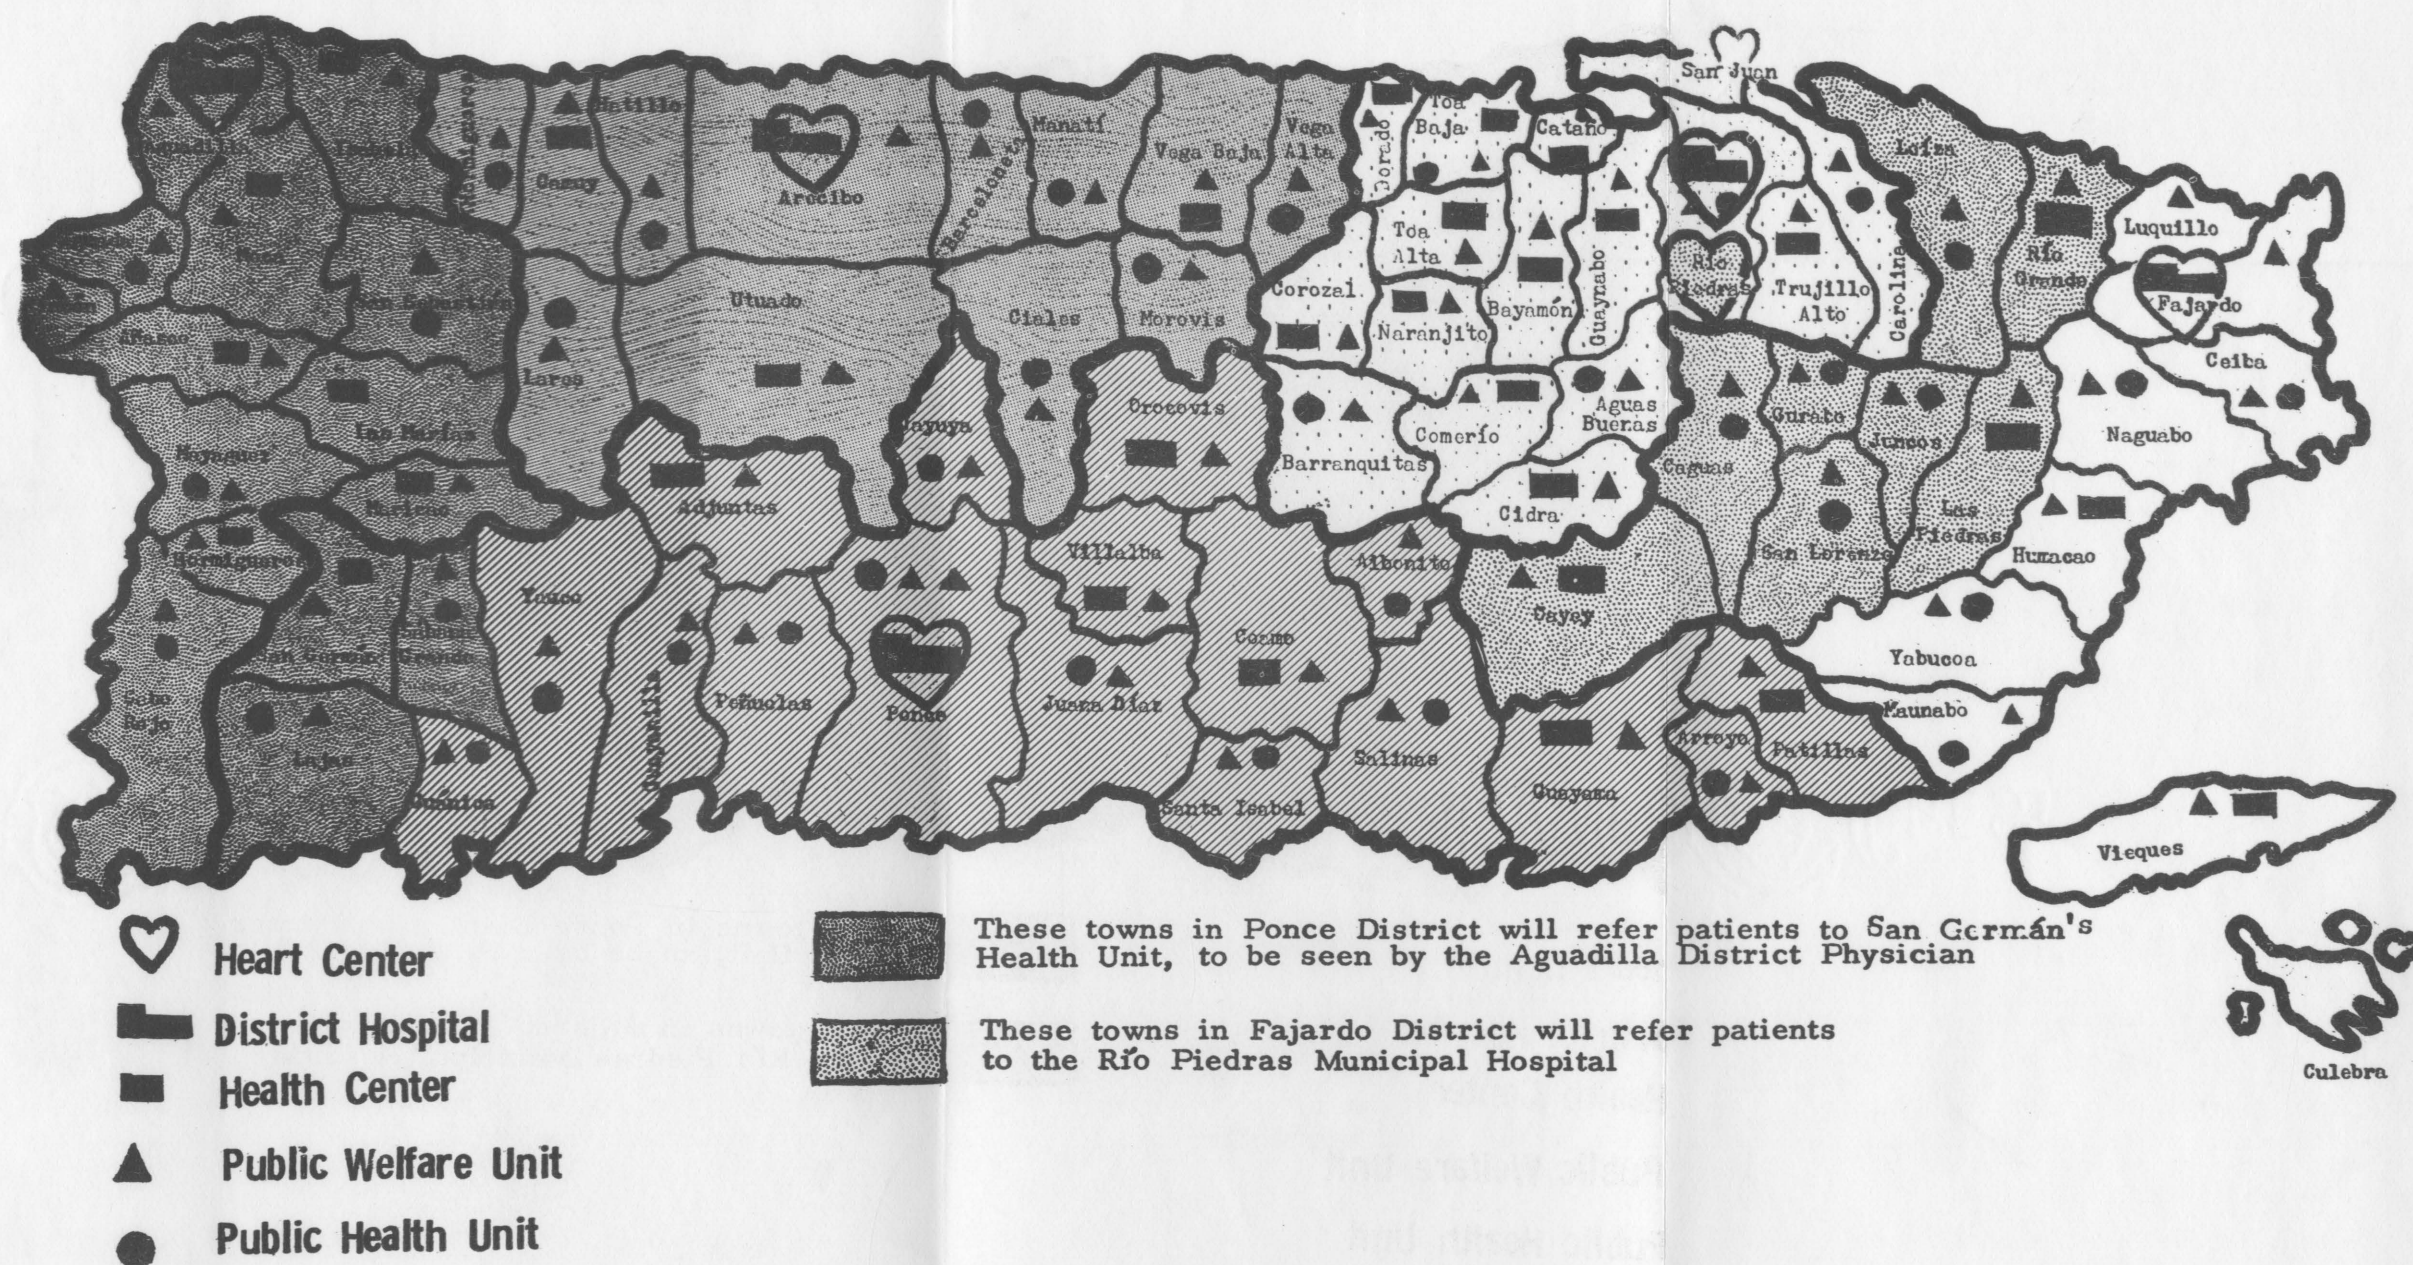 San Juan
Hatillo
Manatí
Toa
Baja
Vega
Alta
Vega Baja
Dorado
Cataño
Loíza
Camuy
Arecibo
Barceloneta
Toa
Alta
Guaynabo
Carolina
Luquillo
Río
Grande
Río
Piedras
Trujillo
Alto
Corozal
Bayamón
Naranjito
Fajardo
San Sebastián
Utuado
Ciales
Morovis
Añasco
Lares
Ceiba
Orocovis
Aguas
Buenas
Gurabo
Juncos
Naguabo
Las Marías
Jayuya
Comerío
Barranquitas
Caguas
Mayaguez
Maricao
Adjuntas
Cidra
Las
Piedras
San Lorenzo
Humacao
Hormigueros
Villalba
Aibonito
Yauco
Cayey
Coamo
Sabana
Grande
San Germán
Yabucoa
Guayanilla
Peñuelas
Ponce
Juana Díaz
Cabo
Rojo
Lajas
Salinas
Arroyo
Patillas
Maunabo
Guánica
Santa Isabel
Guayama
Vieques
Culebra
Heart Center
District Hospital
Health Center
Public Welfare Unit
Public Health Unit
These towns in Ponce District will refer patients to San Germán's
Health Unit, to be seen by the Aguadilla District Physician
These towns in Fajardo District will refer patients
to the Río Piedras Municipal Hospital